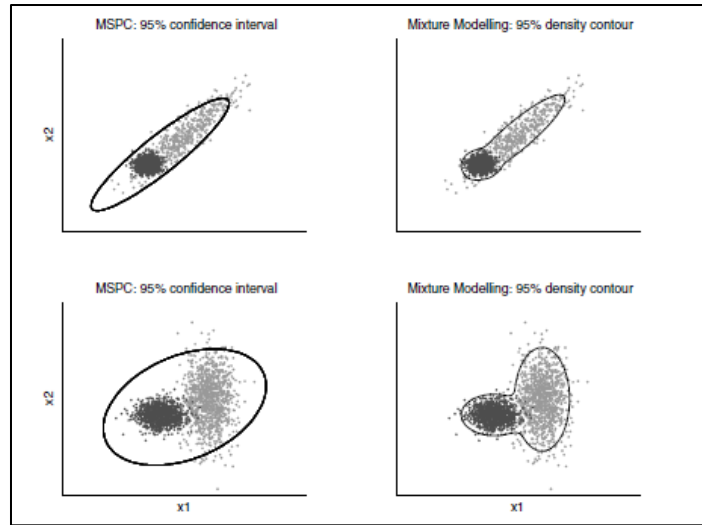 MSPC: 95% confidence interval
Mixture Modelling: 95% density contour
x2
MSPC: 95% confidence interval
Mixture Modelling: 95% density contour
x2
x1
x1